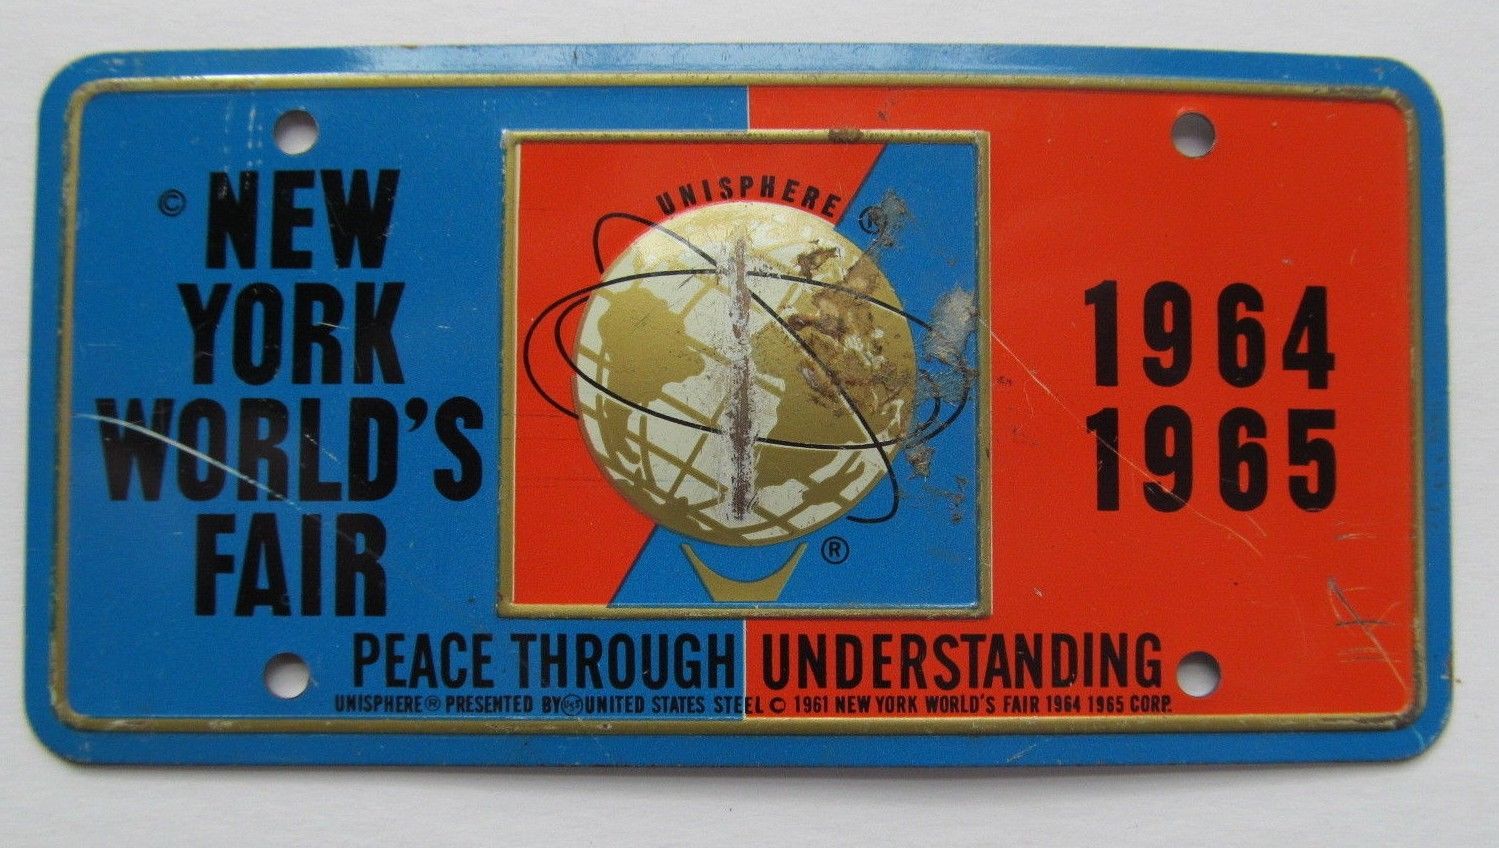 © NEW
YORK
WORLD'S
FAIR
UNISPHERE ®
®
1964
1965
PEACE THROUGH UNDERSTANDING
UNISPHERE ® PRESENTED BY USS UNITED STATES STEEL © 1961 NEW YORK WORLD'S FAIR 1964 1965 CORP.